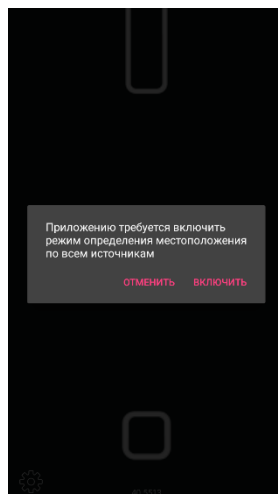 Приложению требуется включить
режим определения местоположения
по всем источникам
ОТМЕНИТЬ ВКЛЮЧИТЬ